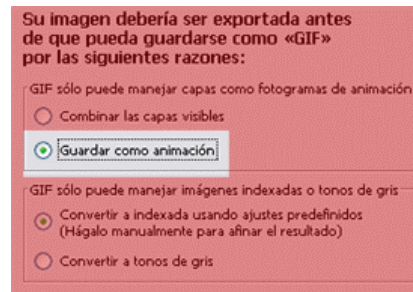 Su imagen debería ser exportada antes
de que pueda guardarse como «GIF»
por las siguientes razones:
GIF sólo puede manejar capas como fotogramas de animación
Combinar las capas visibles
Guardar como animación
GIF sólo puede manejar imágenes indexadas o tonos de gris
Convertir a indexada usando ajustes predefinidos
(Hágalo manualmente para afinar el resultado)
Convertir a tonos de gris